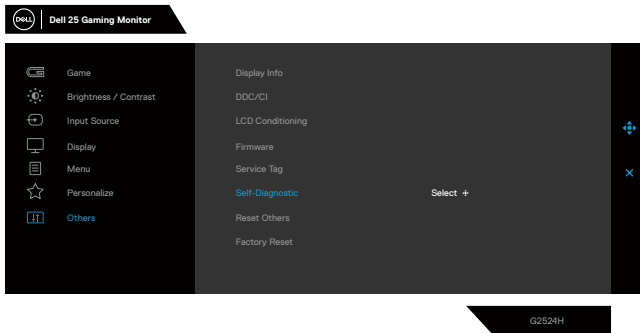 DELL
Dell 25 Gaming Monitor
Game
Brightness / Contrast
Input Source
Display
Menu
Personalize
Others
Display Info
DDC/CI
LCD Conditioning
Firmware
Service Tag
Self-Diagnostic Select
Reset Others
Factory Reset
G2524H